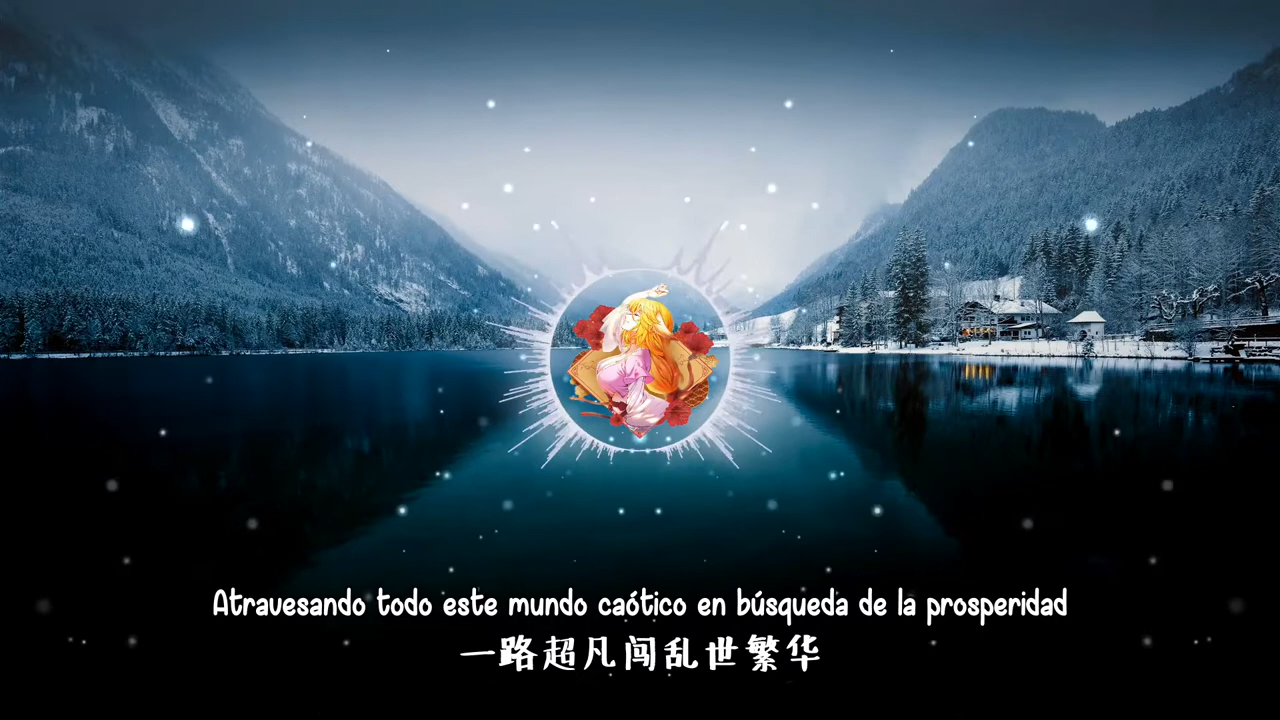 Atravesando todo este mundo caótico en búsqueda de la prosperidad
一路超凡闯乱世繁华